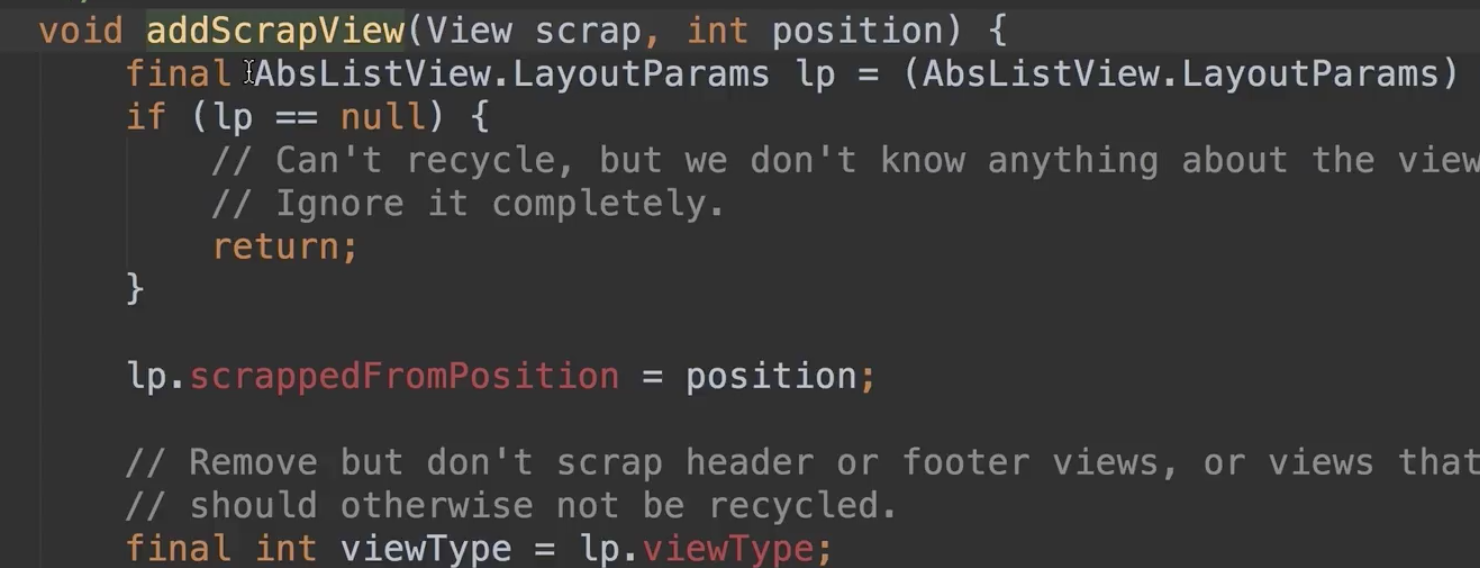 void addScrapView(View scrap, int position) {
final AbsListView.LayoutParams lp = (AbsListView.LayoutParams)
if (lp == null) {
// Can't recycle, but we don't know anything about the view
// Ignore it completely.
return;
}
lp.scrappedFromPosition = position;
// Remove but don't scrap header or footer views, or views that
// should otherwise not be recycled.
final int viewType = lp.viewType;